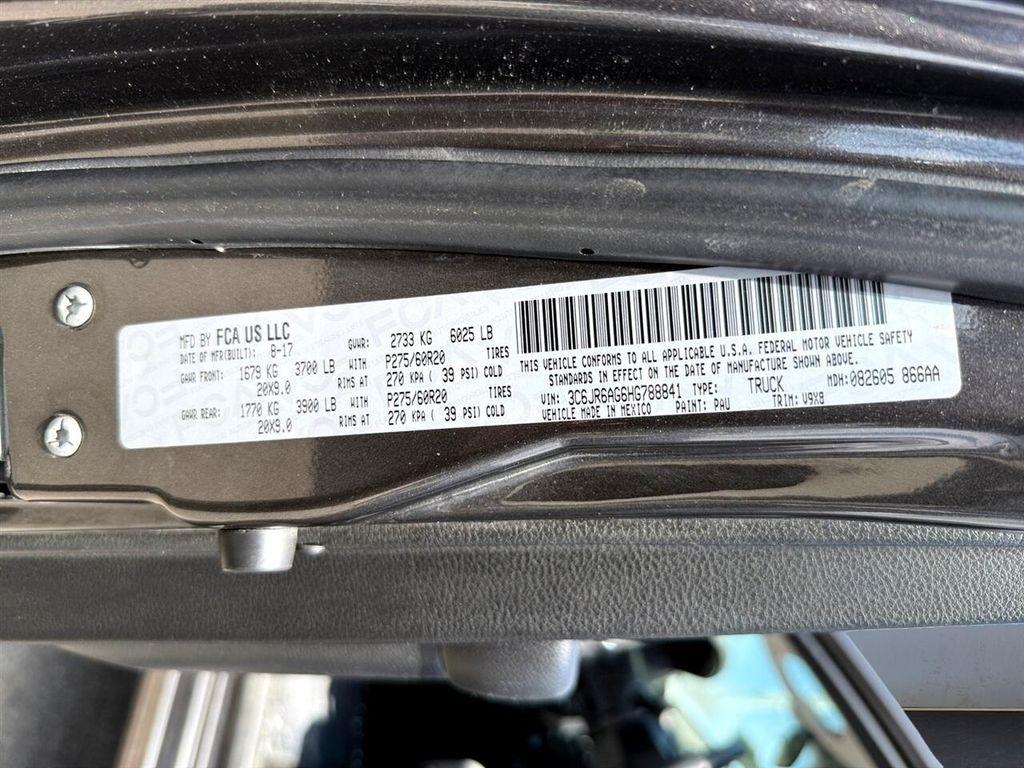 MFD BY FCA US LLC
DATE OF MFR(BUILT): 8-17 GVWR: 2733 KG 6025 LB
GAWR FRONT: 1679 KG 3700 LB WITH P275/60R20 TIRES
20X9.0 RIMS AT 270 KPA ( 39 PSI) COLD
GAWR REAR: 1770 KG 3900 LB WITH P275/60R20 TIRES
20X9.0 RIMS AT 270 KPA ( 39 PSI) COLD
THIS VEHICLE CONFORMS TO ALL APPLICABLE U.S.A. FEDERAL MOTOR VEHICLE SAFETY
STANDARDS IN EFFECT ON THE DATE OF MANUFACTURE SHOWN ABOVE.
VIN: 3C6JR6AG6HG788841 TYPE: TRUCK MDH:082605 866AA
VEHICLE MADE IN MEXICO PAINT: PAU TRIM: V9X8